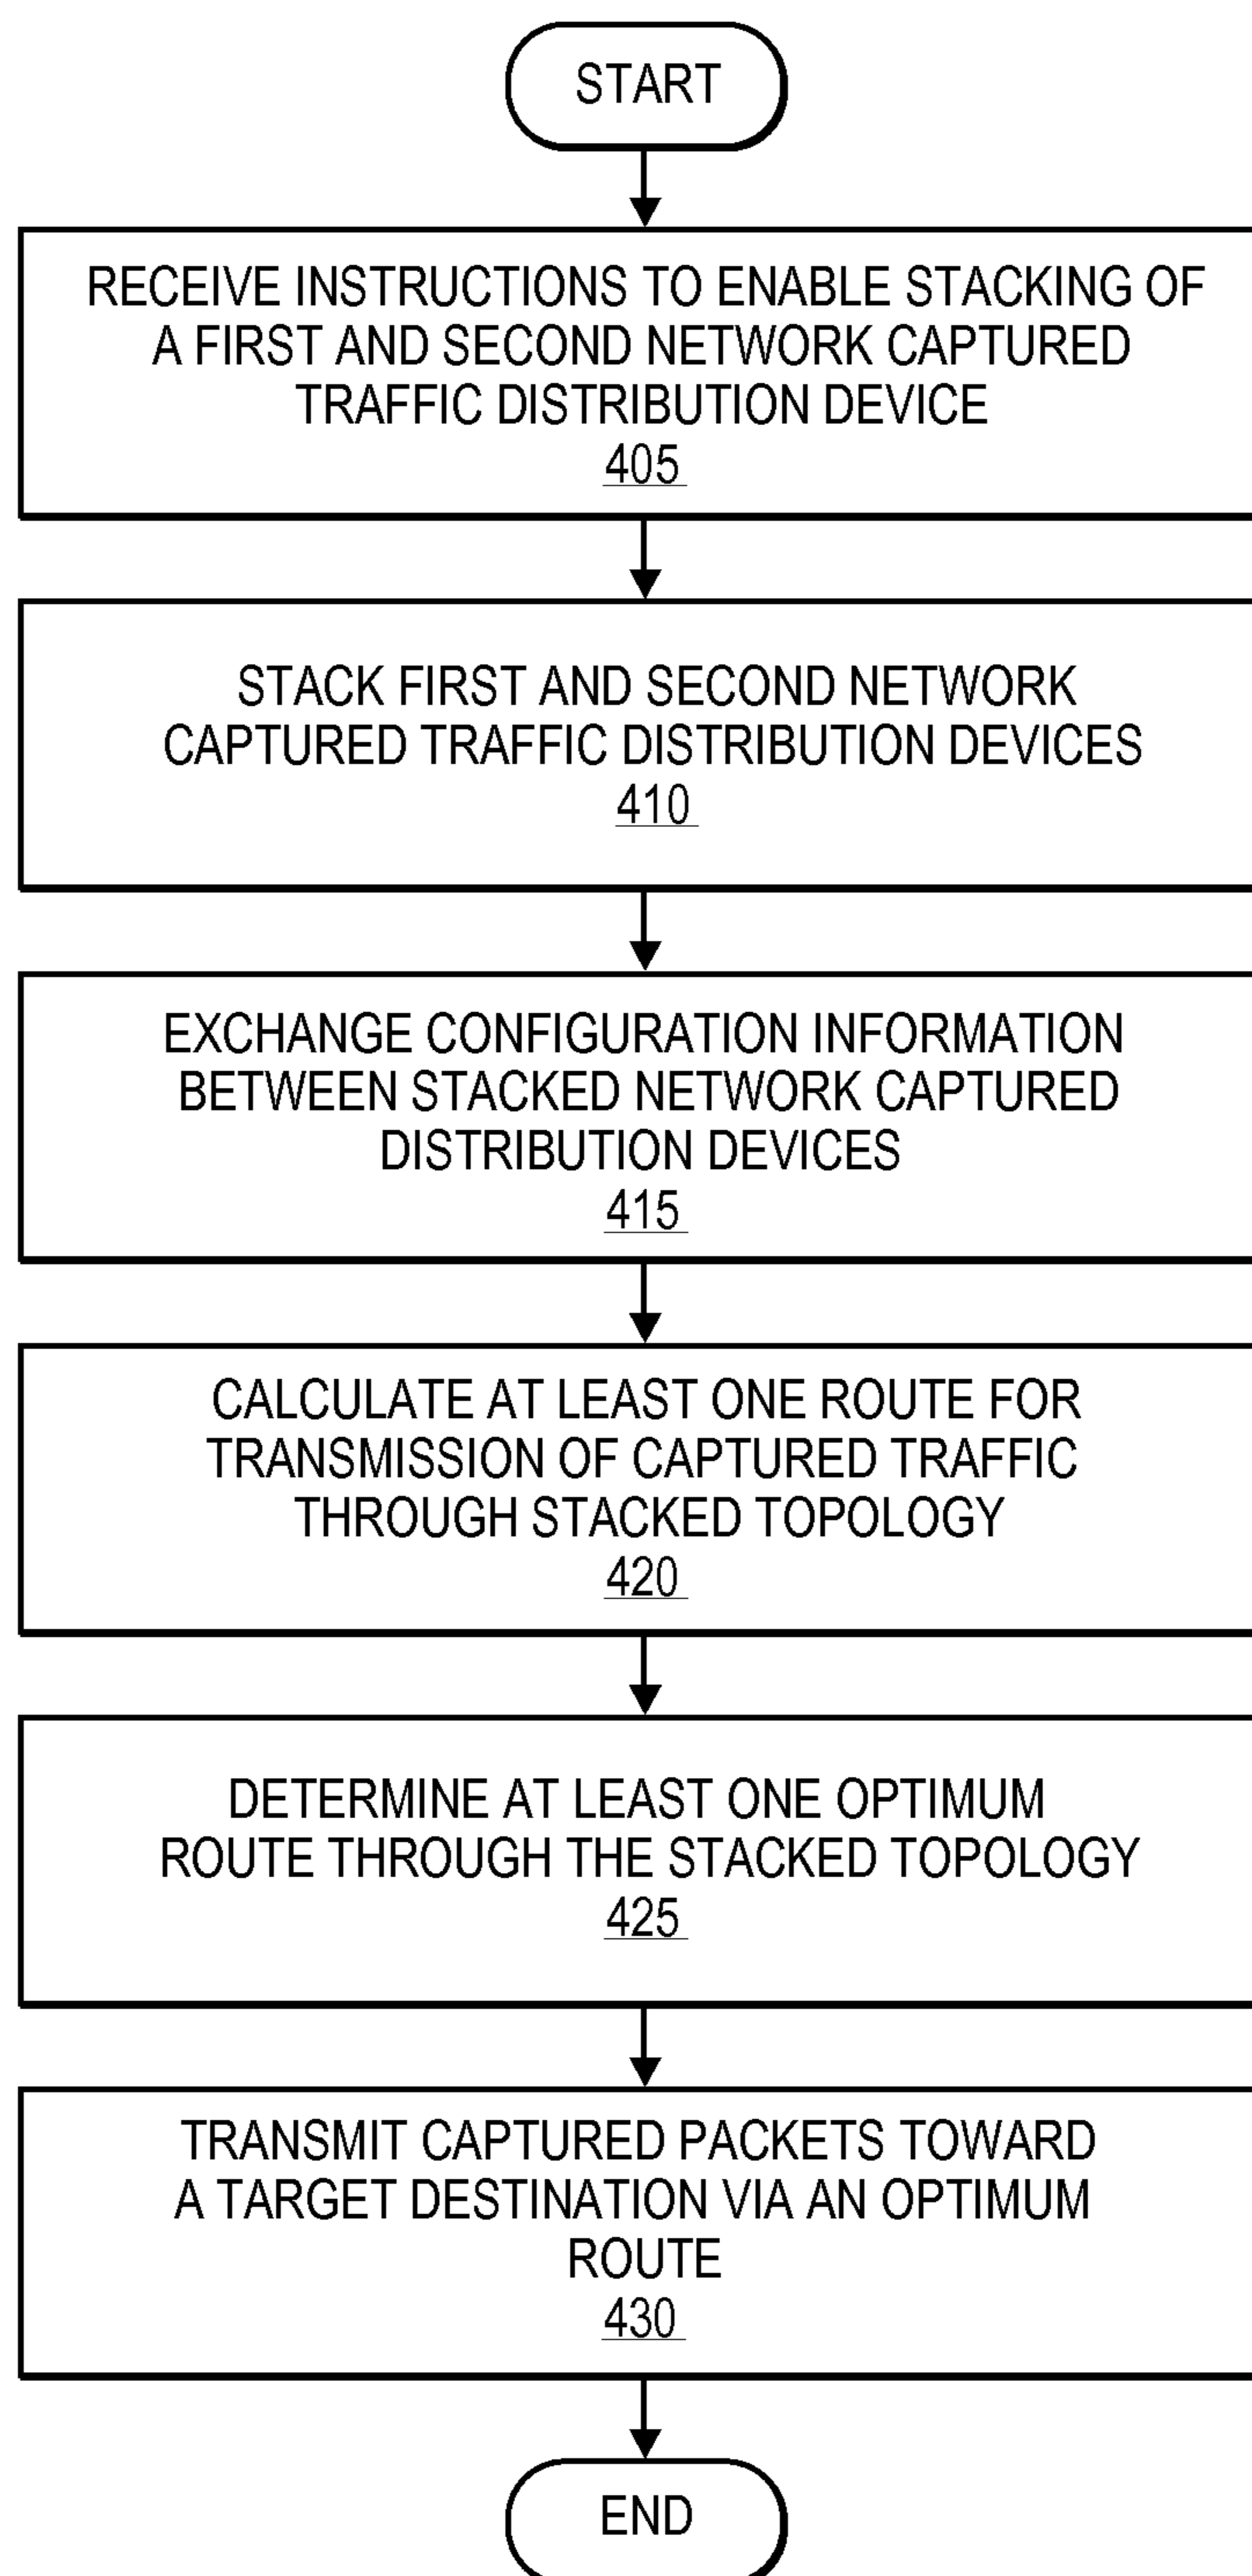 START
RECEIVE INSTRUCTIONS TO ENABLE STACKING OF
A FIRST AND SECOND NETWORK CAPTURED
TRAFFIC DISTRIBUTION DEVICE
405
STACK FIRST AND SECOND NETWORK
CAPTURED TRAFFIC DISTRIBUTION DEVICES
410
EXCHANGE CONFIGURATION INFORMATION
BETWEEN STACKED NETWORK CAPTURED
DISTRIBUTION DEVICES
415
CALCULATE AT LEAST ONE ROUTE FOR
TRANSMISSION OF CAPTURED TRAFFIC
THROUGH STACKED TOPOLOGY
420
DETERMINE AT LEAST ONE OPTIMUM
ROUTE THROUGH THE STACKED TOPOLOGY
425
TRANSMIT CAPTURED PACKETS TOWARD
A TARGET DESTINATION VIA AN OPTIMUM
ROUTE
430
END